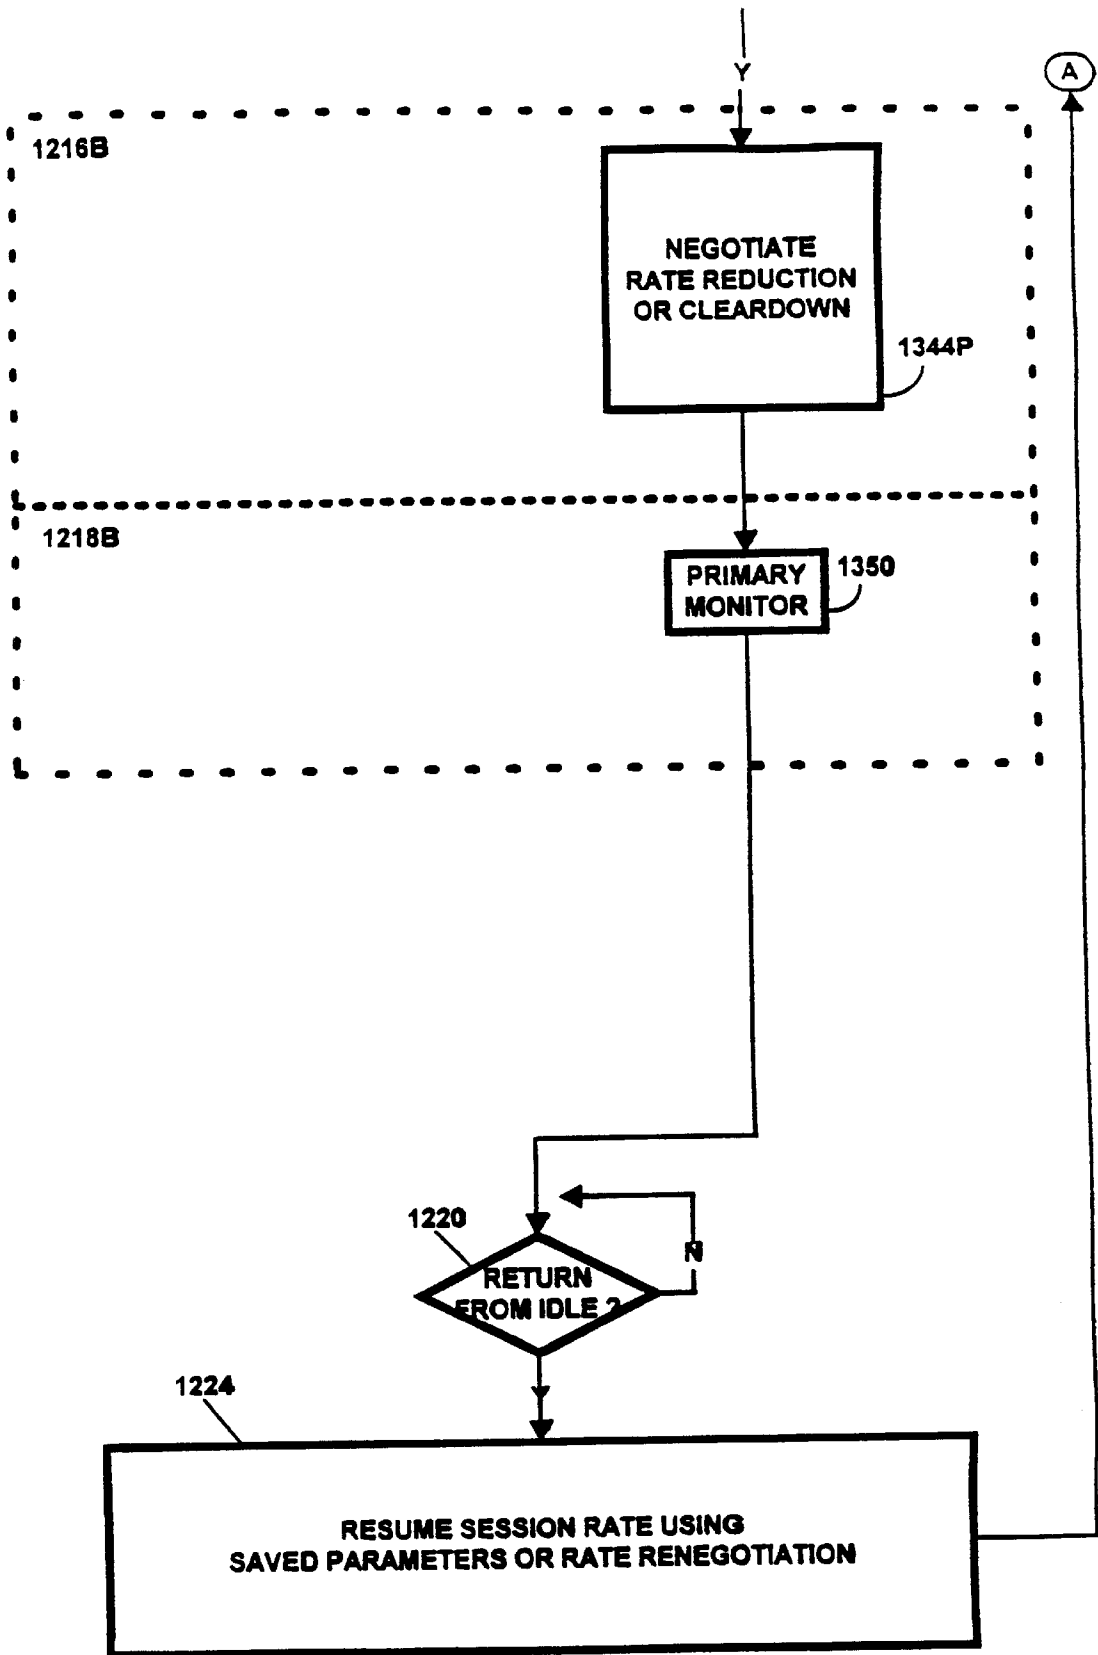 Y
A
1216B
NEGOTIATE
RATE REDUCTION
OR CLEARDOWN
1344P
1218B
PRIMARY
MONITOR
1350
1220
N
RETURN
FROM IDLE ?
Y
1224
RESUME SESSION RATE USING
SAVED PARAMETERS OR RATE RENEGOTIATION